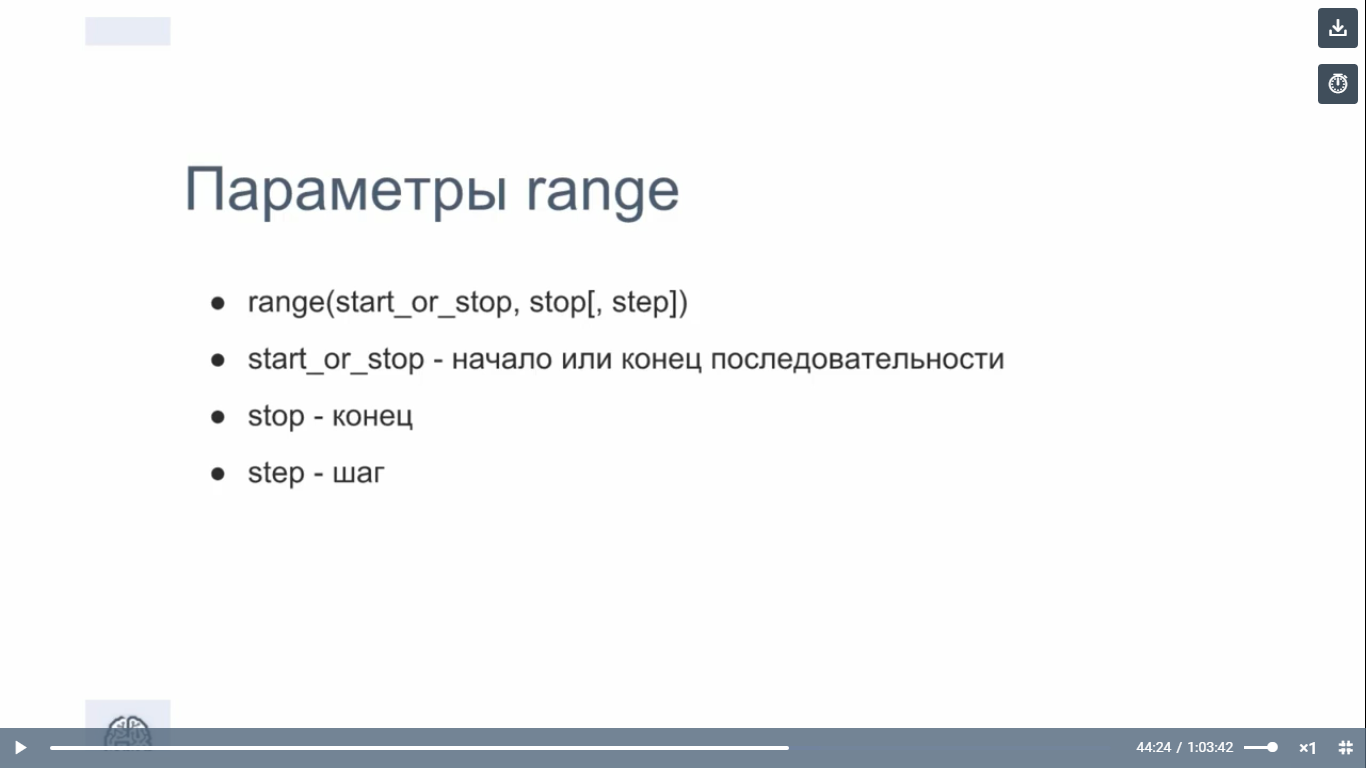 Параметры range
● range(start_or_stop, stop[, step])
● start_or_stop - начало или конец последовательности
● stop - конец
● step - шаг
44:24 / 1:03:42 ×1